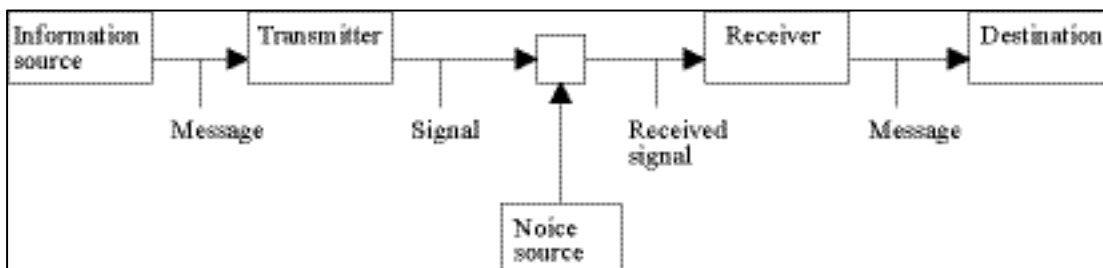 Information
source
Transmitter
Receiver
Destination
Message
Signal
Received
signal
Message
Noice
source